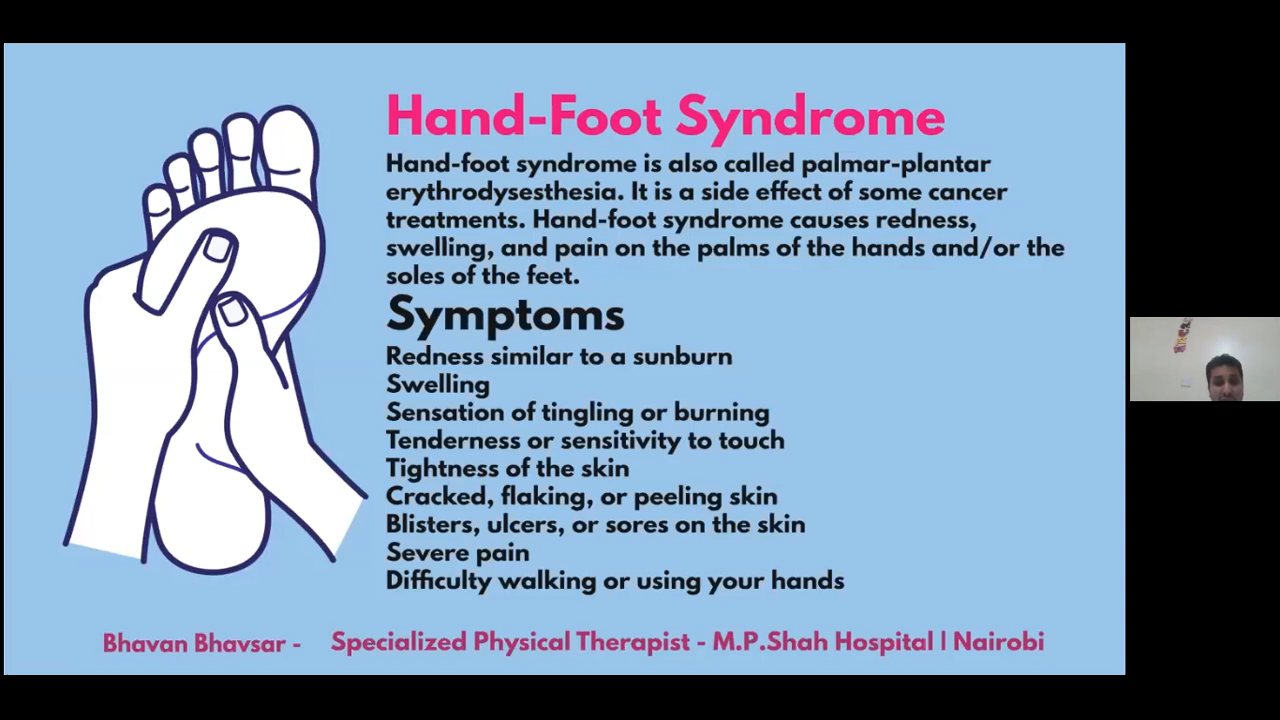 Hand-Foot Syndrome
Hand-foot syndrome is also called palmar-plantar
erythrodysesthesia. It is a side effect of some cancer
treatments. Hand-foot syndrome causes redness,
swelling, and pain on the palms of the hands and/or the
soles of the feet.
Symptoms
Redness similar to a sunburn
Swelling
Sensation of tingling or burning
Tenderness or sensitivity to touch
Tightness of the skin
Cracked, flaking, or peeling skin
Blisters, ulcers, or sores on the skin
Severe pain
Difficulty walking or using your hands
Bhavan Bhavsar - Specialized Physical Therapist - M.P.Shah Hospital | Nairobi